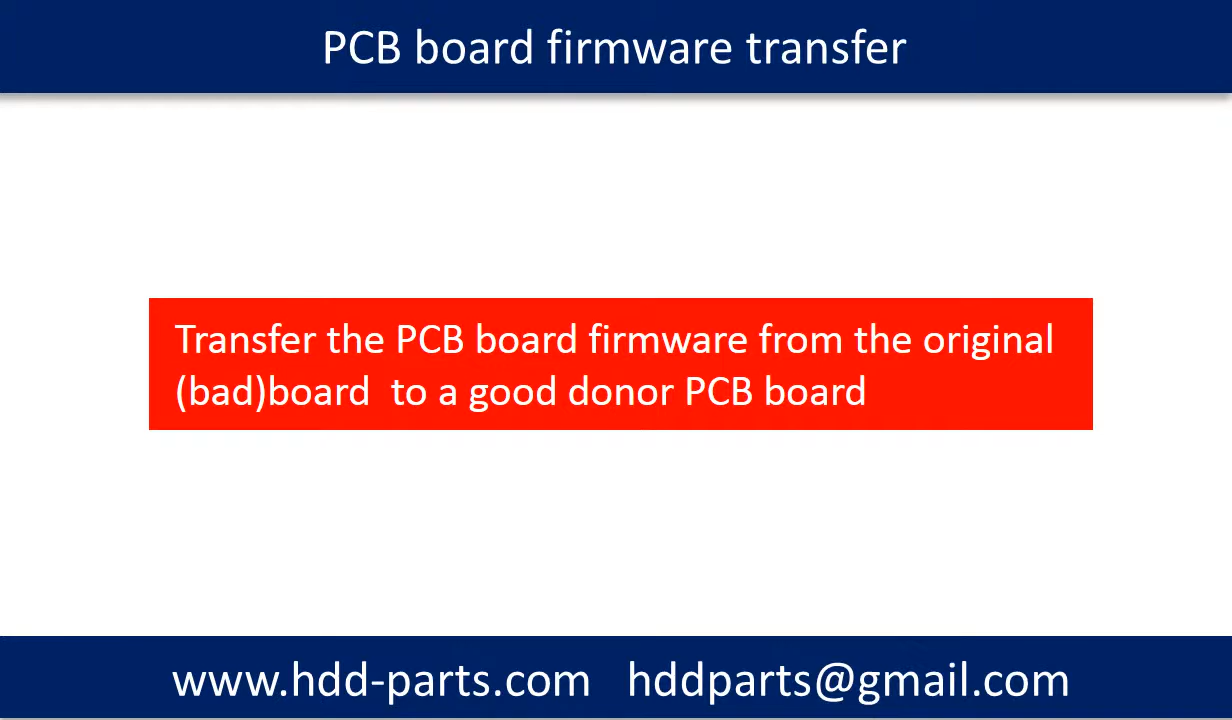 PCB board firmware transfer
Transfer the PCB board firmware from the original
(bad)board  to a good donor PCB board
www.hdd-parts.com   hddparts@gmail.com